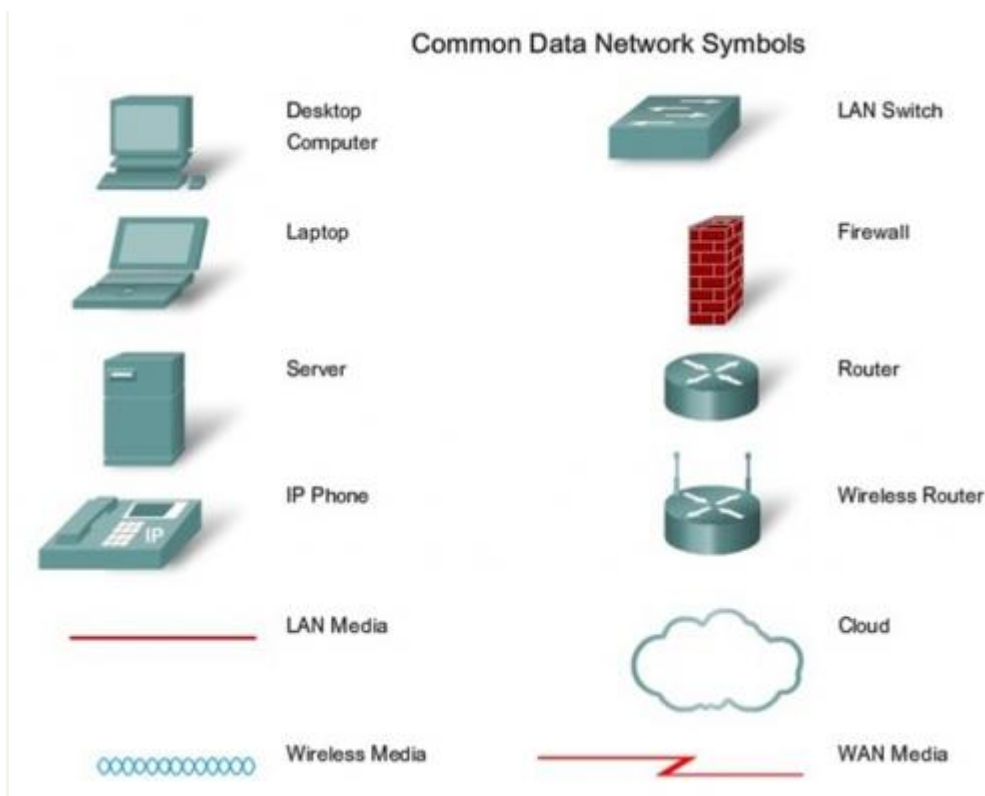 Common Data Network Symbols
Desktop
Computer
LAN Switch
Laptop
Firewall
Server
Router
IP Phone
IP
Wireless Router
LAN Media
Cloud
Wireless Media
WAN Media